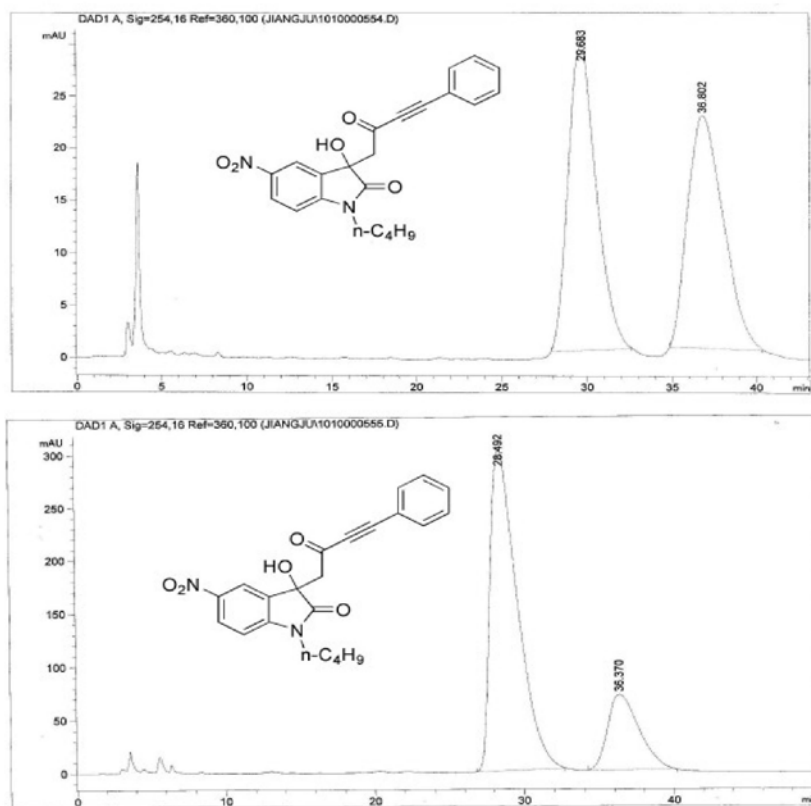 DAD1 A, Sig=254,16 Ref=360,100 (JIANGJU\1010000554.D)
mAU
29.683
36.802
30
25
20
15
10
5
0
O
HO
O2N
O
N
n-C4H9
0 5 10 15 20 25 30 35 40 min
DAD1 A, Sig=254,16 Ref=360,100 (JIANGJU\1010000555.D)
mAU
28.492
36.370
300
250
200
150
100
50
0
O
HO
O2N
O
N
n-C4H9
0 10 20 30 40